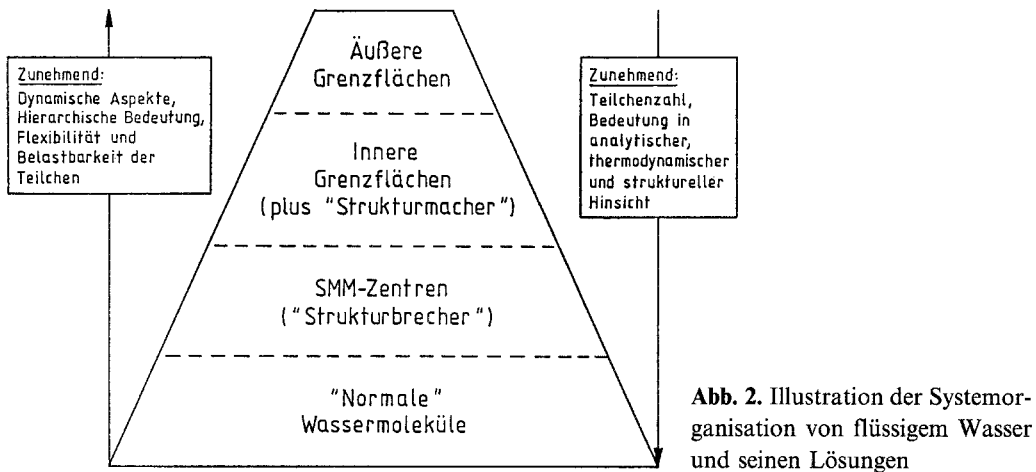 Äußere
Grenzflächen
Zunehmend:
Dynamische Aspekte,
Hierarchische Bedeutung,
Flexibilität und
Belastbarkeit der
Teilchen
Zunehmend:
Teilchenzahl,
Bedeutung in
analytischer,
thermodynamischer
und struktureller
Hinsicht
Innere
Grenzflächen
(plus "Strukturmacher")
SMM-Zentren
("Strukturbrecher")
"Normale"
Wassermoleküle
Abb. 2. Illustration der Systemor-
ganisation von flüssigem Wasser
und seinen Lösungen